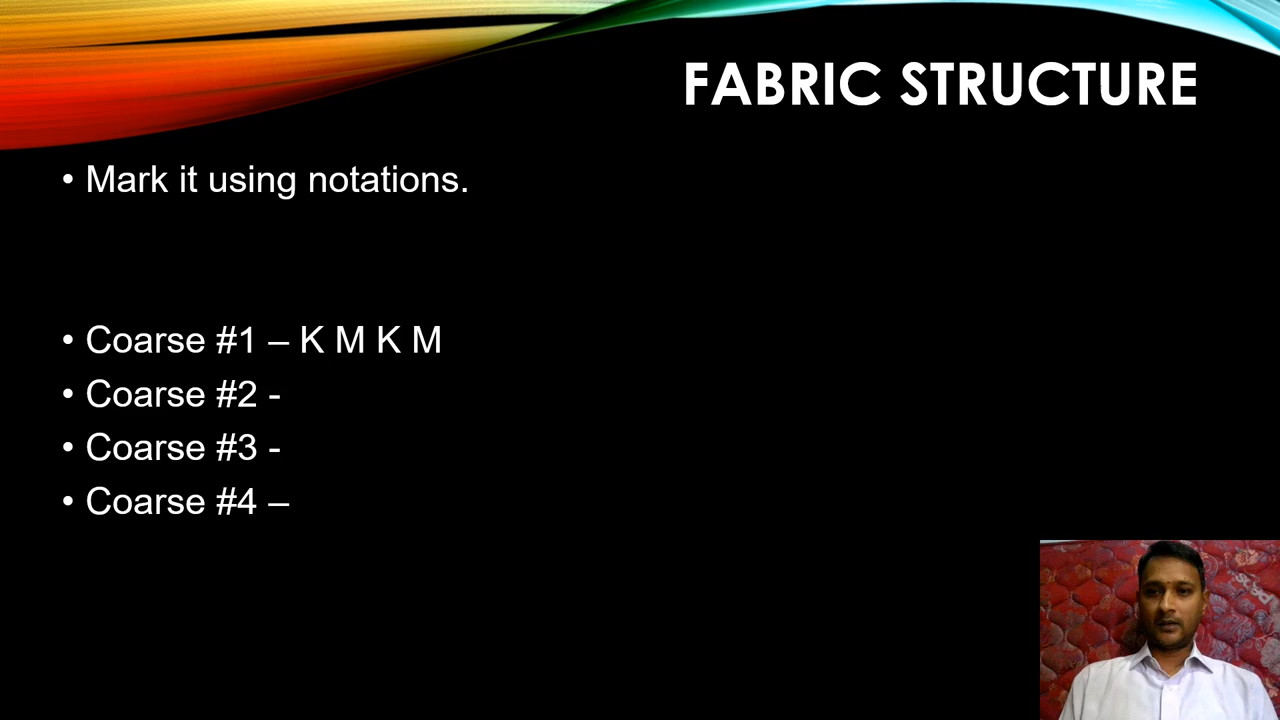 FABRIC STRUCTURE
• Mark it using notations.
• Coarse #1 – K M K M
• Coarse #2 -
• Coarse #3 -
• Coarse #4 –